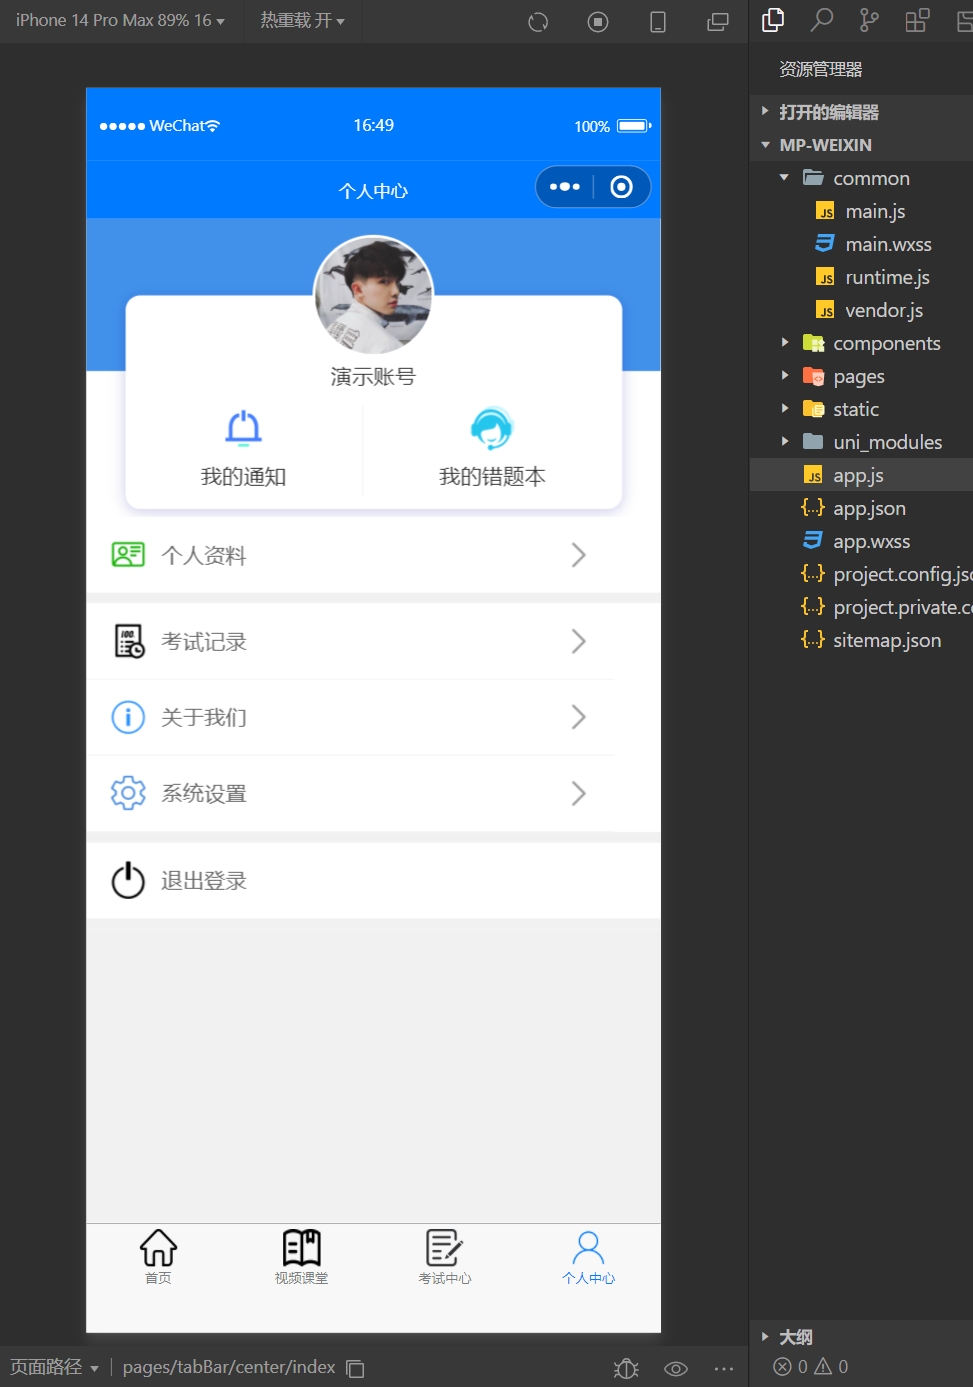 iPhone 14 Pro Max 89% 16
热重载 开
WeChat
16:49
100%
个人中心
演示账号
我的通知
我的错题本
个人资料
考试记录
关于我们
系统设置
退出登录
首页
视频课堂
考试中心
个人中心
页面路径
pages/tabBar/center/index
资源管理器
打开的编辑器
MP-WEIXIN
common
main.js
main.wxss
runtime.js
vendor.js
components
pages
static
uni_modules
app.js
app.json
app.wxss
project.config.jso
project.private.co
sitemap.json
大纲
0 0